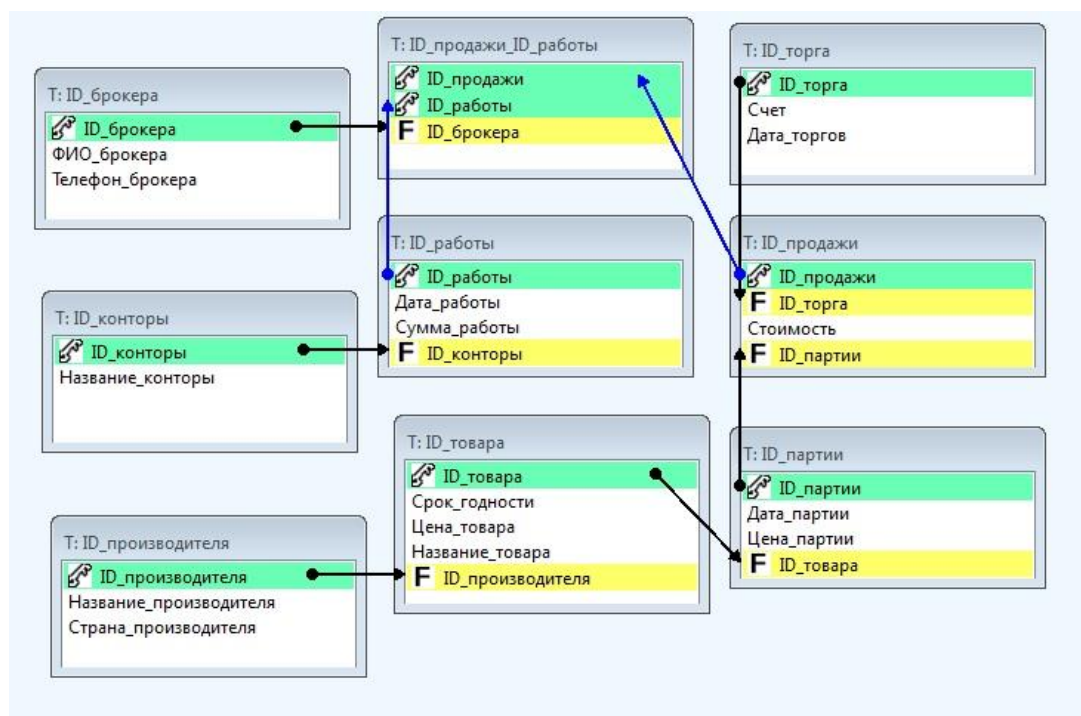 T: ID_брокера
ID_брокера
ФИО_брокера
Телефон_брокера
T: ID_продажи_ID_работы
ID_продажи
ID_работы
F ID_брокера
T: ID_торга
ID_торга
Счет
Дата_торгов
T: ID_конторы
ID_конторы
Название_конторы
T: ID_работы
ID_работы
Дата_работы
Сумма_работы
F ID_конторы
T: ID_продажи
ID_продажи
F ID_торга
Стоимость
F ID_партии
T: ID_производителя
ID_производителя
Название_производителя
Страна_производителя
T: ID_товара
ID_товара
Срок_годности
Цена_товара
Название_товара
F ID_производителя
T: ID_партии
ID_партии
Дата_партии
Цена_партии
F ID_товара